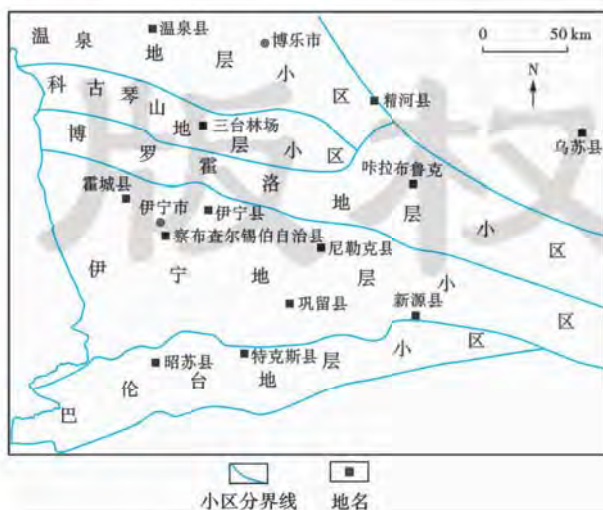 温泉地层小区
温泉县
博乐市
0 50 km
N
科古琴山地层小区
精河县
三台林场
乌苏县
博罗霍洛地层小区
喀拉布鲁克
霍城县
伊宁市
伊宁县
察布查尔锡伯自治县
尼勒克县
伊宁地层小区
巩留县
新源县
昭苏县
特克斯县
巴伦台地层小区
小区分界线
地名
版权